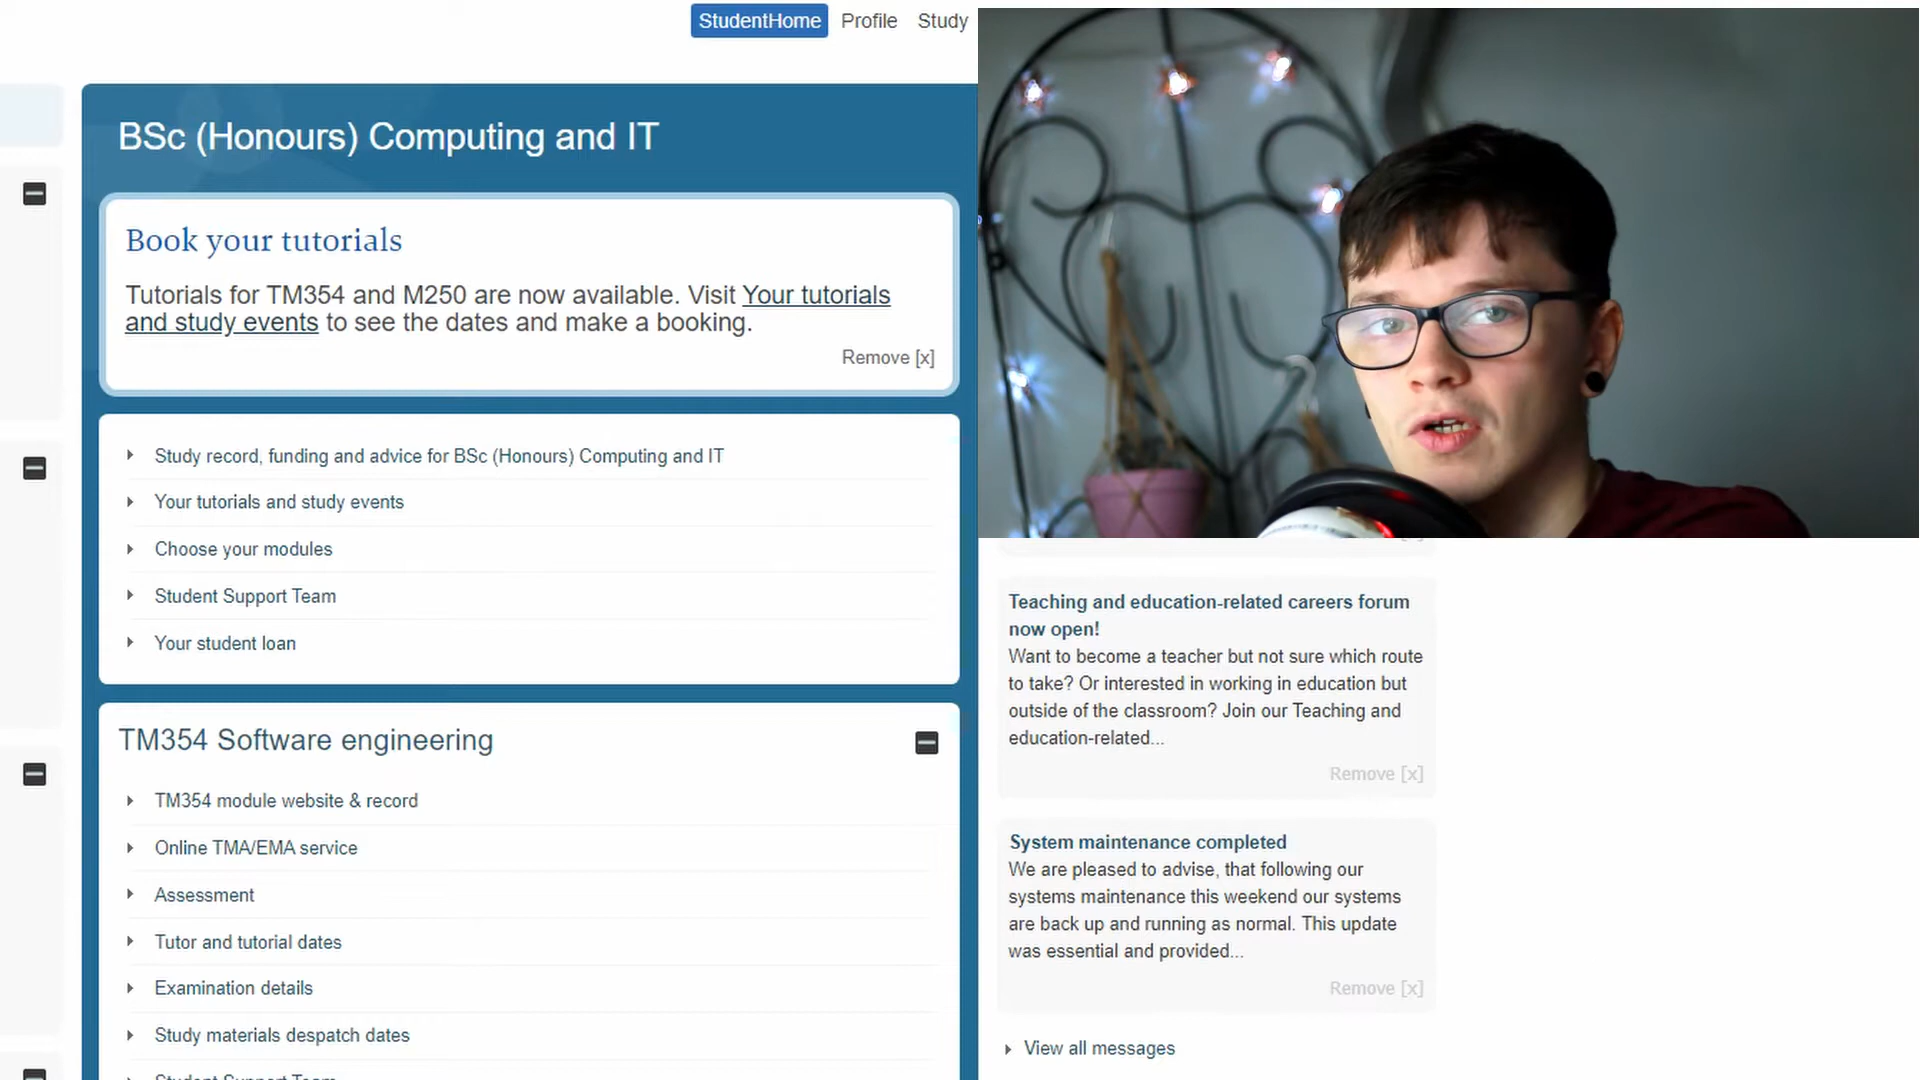 StudentHome Profile Study
BSc (Honours) Computing and IT
Book your tutorials
Tutorials for TM354 and M250 are now available. Visit Your tutorials
and study events to see the dates and make a booking.
Remove [x]
Study record, funding and advice for BSc (Honours) Computing and IT
Your tutorials and study events
Choose your modules
Student Support Team
Your student loan
TM354 Software engineering
TM354 module website & record
Online TMA/EMA service
Assessment
Tutor and tutorial dates
Examination details
Study materials despatch dates
Student Support Team
Teaching and education-related careers forum
now open!
Want to become a teacher but not sure which route
to take? Or interested in working in education but
outside of the classroom? Join our Teaching and
education-related...
Remove [x]
System maintenance completed
We are pleased to advise, that following our
systems maintenance this weekend our systems
are back up and running as normal. This update
was essential and provided...
Remove [x]
View all messages